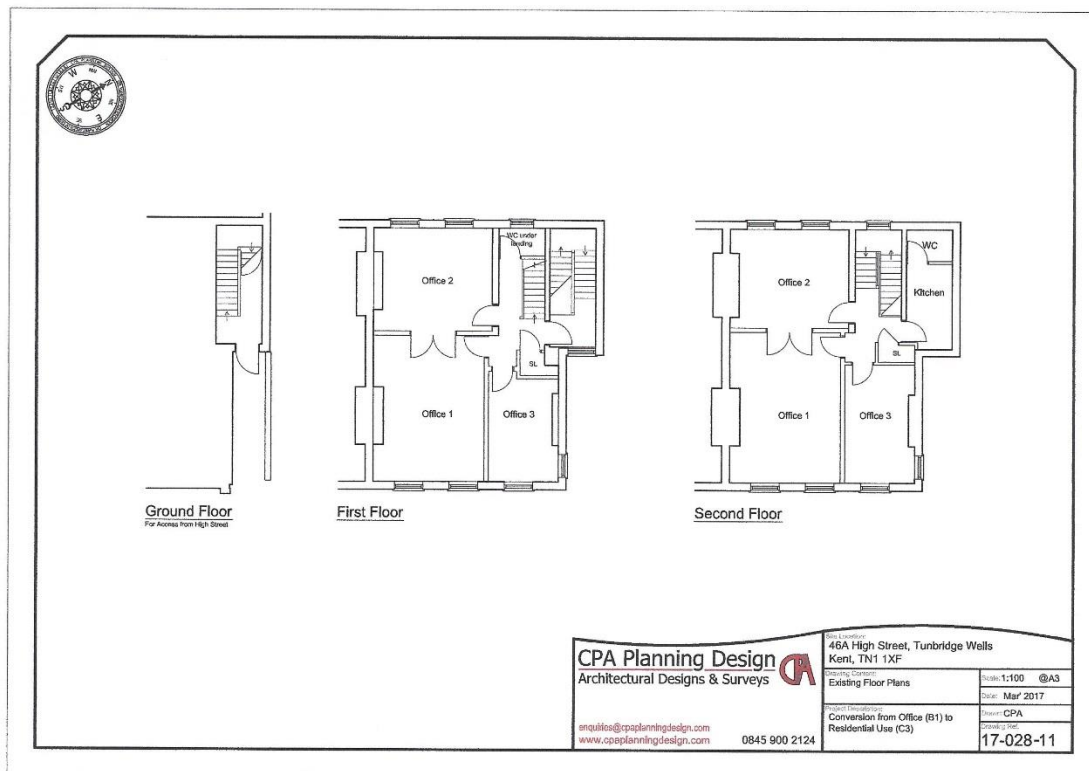 W
N
E
S
WC under
landing
Office 2
SL
Office 1
Office 3
Ground Floor
For Access from High Street
First Floor
Office 2
WC
Kitchen
SL
Office 1
Office 3
Second Floor
CPA Planning Design
Architectural Designs & Surveys
CPA
enquiries@cpaplanningdesign.com
www.cpaplanningdesign.com
0845 900 2124
Site Location:
46A High Street, Tunbridge Wells
Kent, TN1 1XF
Drawing Content:
Existing Floor Plans
Scale: 1:100 @A3
Date: Mar' 2017
Project Description:
Conversion from Office (B1) to
Residential Use (C3)
Drawn: CPA
Drawing Ref:
17-028-11